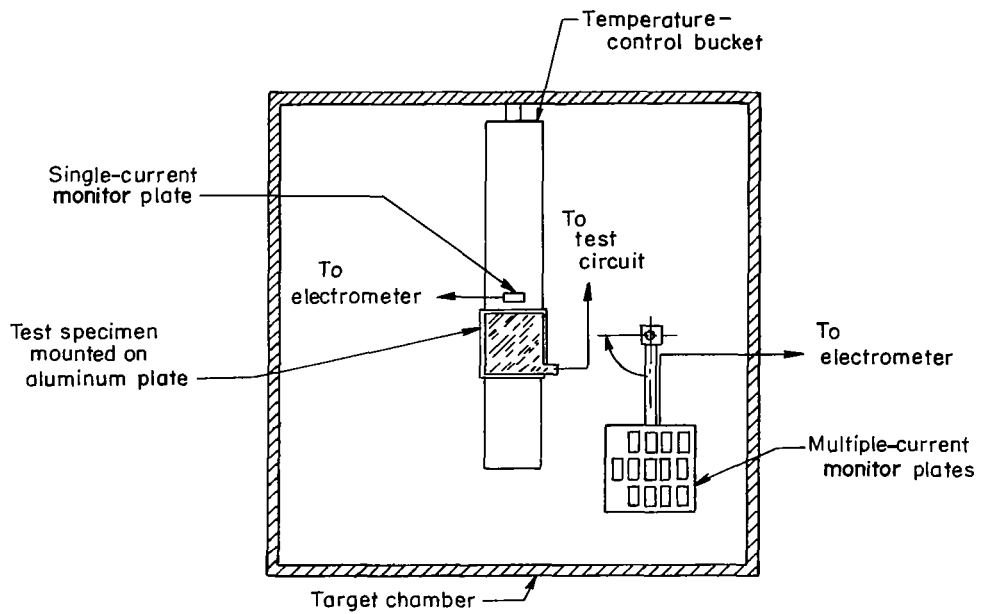 Temperature-
control bucket
Single-current
monitor plate
To
test
circuit
To
electrometer
Test specimen
mounted on
aluminum plate
To
electrometer
Multiple-current
monitor plates
Target chamber